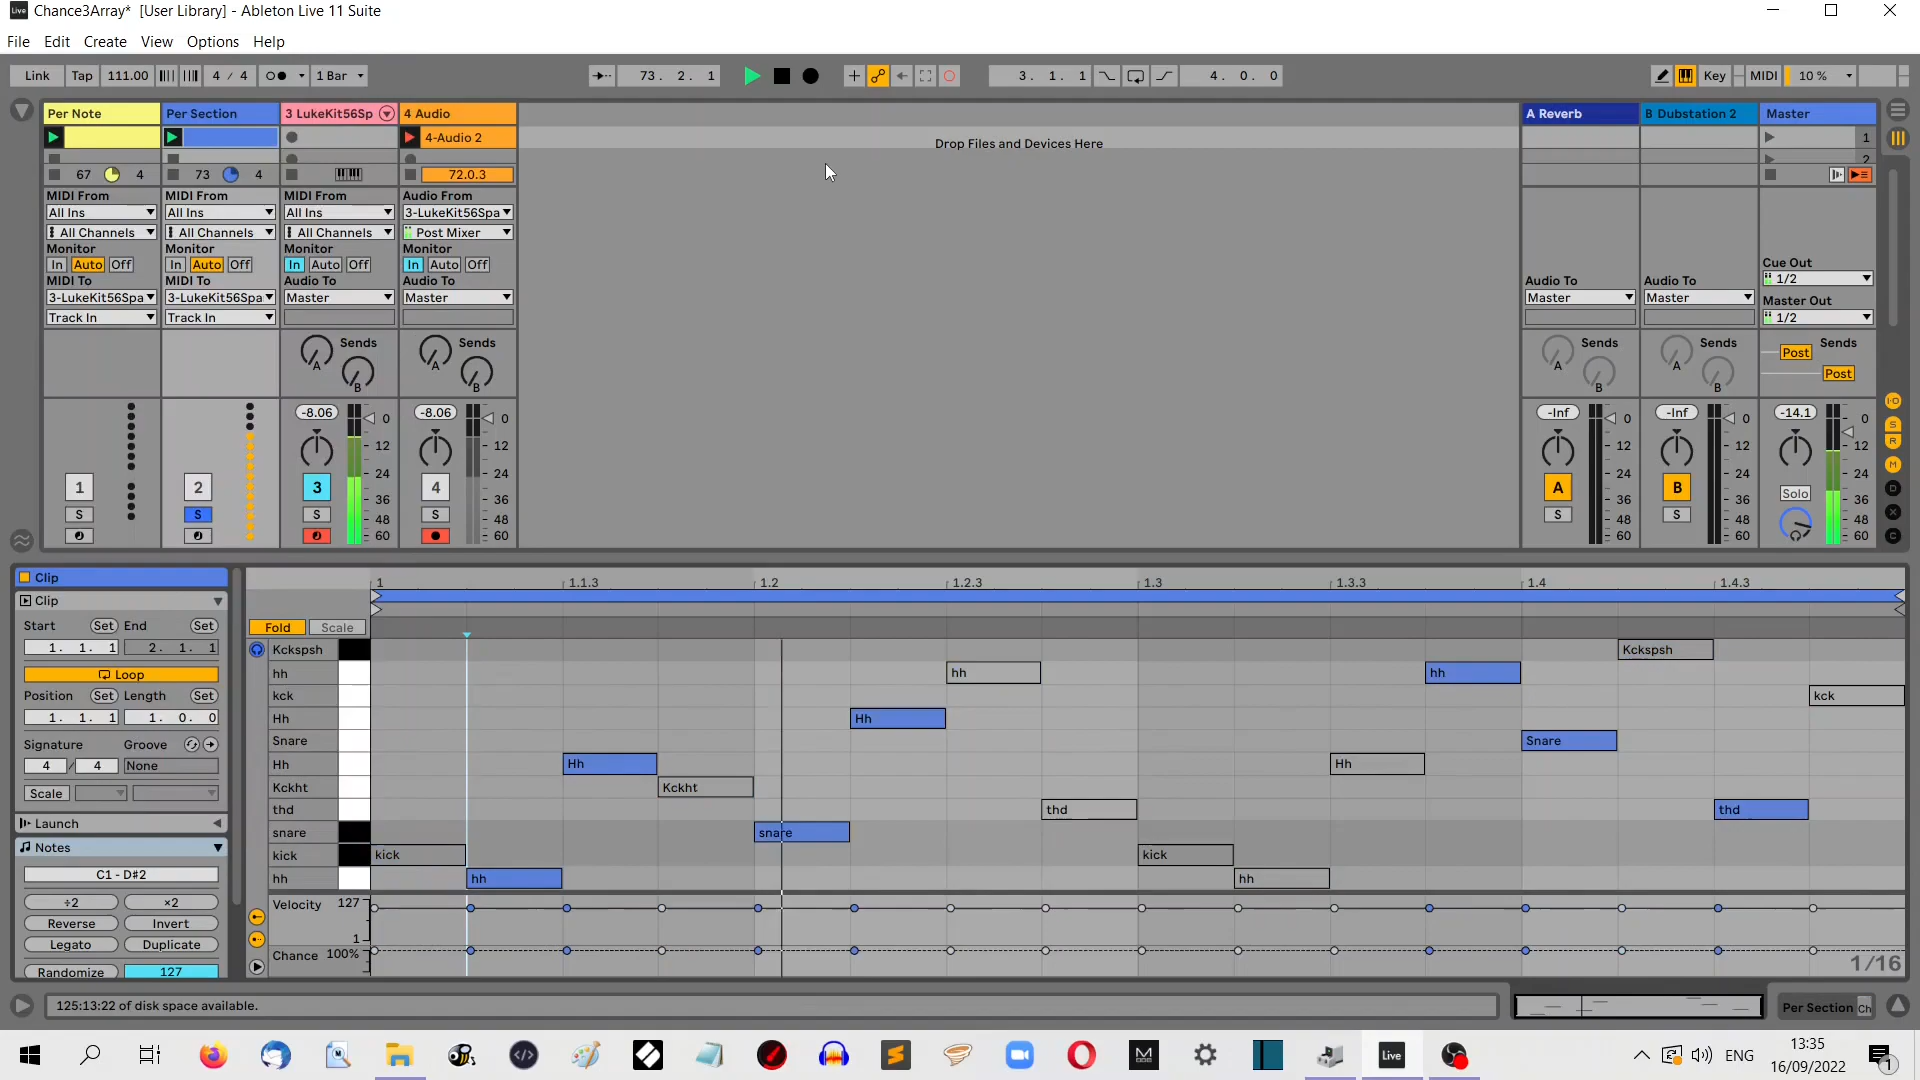 Chance3Array* [User Library] - Ableton Live 11 Suite
File Edit Create View Options Help
Link Tap 111.00 4 / 4 1 Bar 73. 2. 1 3. 1. 1 4. 0. 0 Key MIDI 10 %
Per Note Per Section 3 LukeKit56Sp 4 Audio A Reverb B Dubstation 2 Master
4-Audio 2 Drop Files and Devices Here 1
2
67 4 73 4 72.0.3
MIDI From MIDI From MIDI From Audio From
All Ins All Ins All Ins 3-LukeKit56Spa
All Channels All Channels All Channels Post Mixer
Monitor Monitor Monitor Monitor
In Auto Off In Auto Off In Auto Off In Auto Off Cue Out
MIDI To MIDI To Audio To Audio To Audio To Audio To 1/2
3-LukeKit56Spa 3-LukeKit56Spa Master Master Master Master Master Out
Track In Track In 1/2
Sends Sends Sends Sends Sends
A A A A Post
B B B B Post
-8.06 -8.06 -Inf -Inf -14.1
0 0 0 0 0
12 12 12 12 12
24 24 24 24 24
1 2 3 4 A B Solo
36 36 36 36 36
S S S S S S
48 48 48 48 48
60 60 60 60 60
I·O
S
R
M
D
X
C
Clip
Clip
Start Set End Set
1. 1. 1 2. 1. 1
Loop
Position Set Length Set
1. 1. 1 1. 0. 0
Signature Groove
4 / 4 None
Scale
Launch
Notes
C1 - D#2
÷2 ×2
Reverse Invert
Legato Duplicate
Randomize 127
1 1.1.3 1.2 1.2.3 1.3 1.3.3 1.4 1.4.3
Fold Scale
Kckspsh Kckspsh
hh hh hh
kck kck
Hh Hh
Snare Snare
Hh Hh Hh
Kckht Kckht
thd thd thd
snare snare
kick kick kick
hh hh hh
Velocity 127
1
Chance 100%
1/16
125:13:22 of disk space available. Per Section Ch
Live ENG 13:35
16/09/2022 1